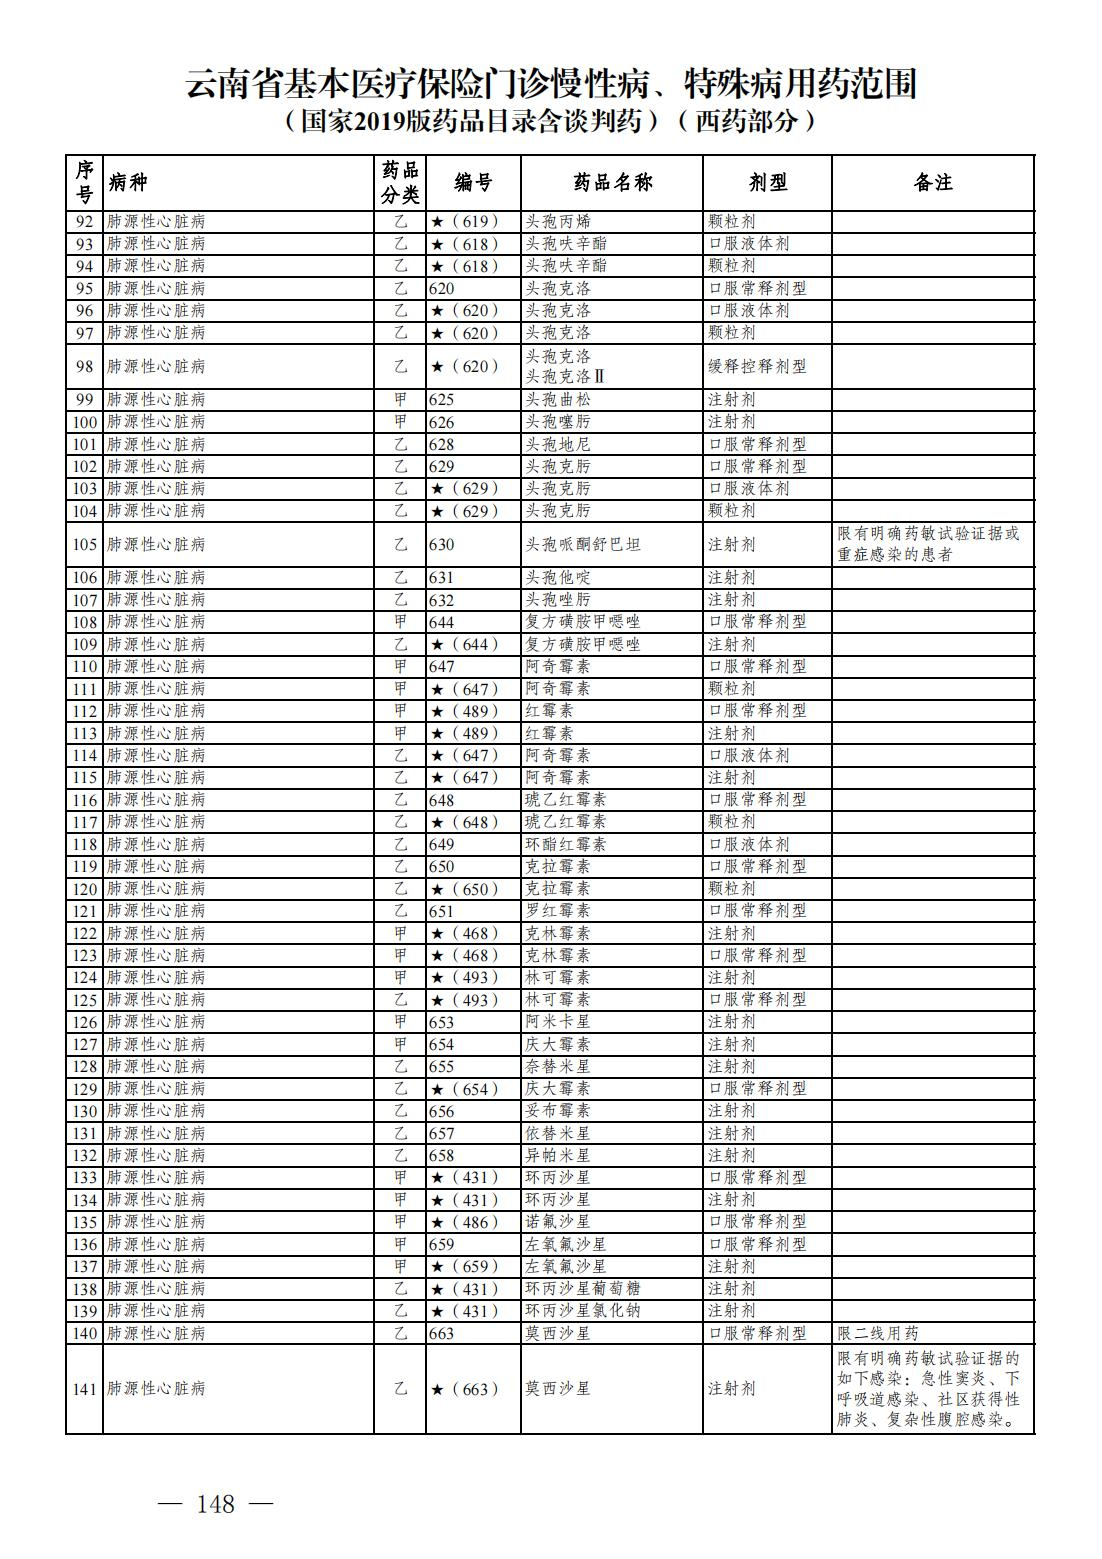 云南省基本医疗保险门诊慢性病、特殊病用药范围
（国家2019版药品目录含谈判药）（西药部分）
序号 病种 药品分类 编号 药品名称 剂型 备注
92 肺源性心脏病 乙 ★（619） 头孢丙烯 颗粒剂
93 肺源性心脏病 乙 ★（618） 头孢呋辛酯 口服液体剂
94 肺源性心脏病 乙 ★（618） 头孢呋辛酯 颗粒剂
95 肺源性心脏病 乙 620 头孢克洛 口服常释剂型
96 肺源性心脏病 乙 ★（620） 头孢克洛 口服液体剂
97 肺源性心脏病 乙 ★（620） 头孢克洛 颗粒剂
98 肺源性心脏病 乙 ★（620） 头孢克洛 头孢克洛Ⅱ 缓释控释剂型
99 肺源性心脏病 甲 625 头孢曲松 注射剂
100 肺源性心脏病 甲 626 头孢噻肟 注射剂
101 肺源性心脏病 乙 628 头孢地尼 口服常释剂型
102 肺源性心脏病 乙 629 头孢克肟 口服常释剂型
103 肺源性心脏病 乙 ★（629） 头孢克肟 口服液体剂
104 肺源性心脏病 乙 ★（629） 头孢克肟 颗粒剂
105 肺源性心脏病 乙 630 头孢哌酮舒巴坦 注射剂 限有明确药敏试验证据或
重症感染的患者
106 肺源性心脏病 乙 631 头孢他啶 注射剂
107 肺源性心脏病 乙 632 头孢唑肟 注射剂
108 肺源性心脏病 甲 644 复方磺胺甲噁唑 口服常释剂型
109 肺源性心脏病 乙 ★（644） 复方磺胺甲噁唑 注射剂
110 肺源性心脏病 甲 647 阿奇霉素 口服常释剂型
111 肺源性心脏病 甲 ★（647） 阿奇霉素 颗粒剂
112 肺源性心脏病 甲 ★（489） 红霉素 口服常释剂型
113 肺源性心脏病 甲 ★（489） 红霉素 注射剂
114 肺源性心脏病 乙 ★（647） 阿奇霉素 口服液体剂
115 肺源性心脏病 乙 ★（647） 阿奇霉素 注射剂
116 肺源性心脏病 乙 648 琥乙红霉素 口服常释剂型
117 肺源性心脏病 乙 ★（648） 琥乙红霉素 颗粒剂
118 肺源性心脏病 乙 649 环酯红霉素 口服液体剂
119 肺源性心脏病 乙 650 克拉霉素 口服常释剂型
120 肺源性心脏病 乙 ★（650） 克拉霉素 颗粒剂
121 肺源性心脏病 乙 651 罗红霉素 口服常释剂型
122 肺源性心脏病 甲 ★（468） 克林霉素 注射剂
123 肺源性心脏病 甲 ★（468） 克林霉素 口服常释剂型
124 肺源性心脏病 甲 ★（493） 林可霉素 注射剂
125 肺源性心脏病 乙 ★（493） 林可霉素 口服常释剂型
126 肺源性心脏病 甲 653 阿米卡星 注射剂
127 肺源性心脏病 甲 654 庆大霉素 注射剂
128 肺源性心脏病 乙 655 奈替米星 注射剂
129 肺源性心脏病 乙 ★（654） 庆大霉素 口服常释剂型
130 肺源性心脏病 乙 656 妥布霉素 注射剂
131 肺源性心脏病 乙 657 依替米星 注射剂
132 肺源性心脏病 乙 658 异帕米星 注射剂
133 肺源性心脏病 甲 ★（431） 环丙沙星 口服常释剂型
134 肺源性心脏病 甲 ★（431） 环丙沙星 注射剂
135 肺源性心脏病 甲 ★（486） 诺氟沙星 口服常释剂型
136 肺源性心脏病 甲 659 左氧氟沙星 口服常释剂型
137 肺源性心脏病 甲 ★（659） 左氧氟沙星 注射剂
138 肺源性心脏病 乙 ★（431） 环丙沙星葡萄糖 注射剂
139 肺源性心脏病 乙 ★（431） 环丙沙星氯化钠 注射剂
140 肺源性心脏病 乙 663 莫西沙星 口服常释剂型 限二线用药
141 肺源性心脏病 乙 ★（663） 莫西沙星 注射剂 限有明确药敏试验证据的
如下感染：急性窦炎、下
呼吸道感染、社区获得性
肺炎、复杂性腹腔感染。
— 148 —